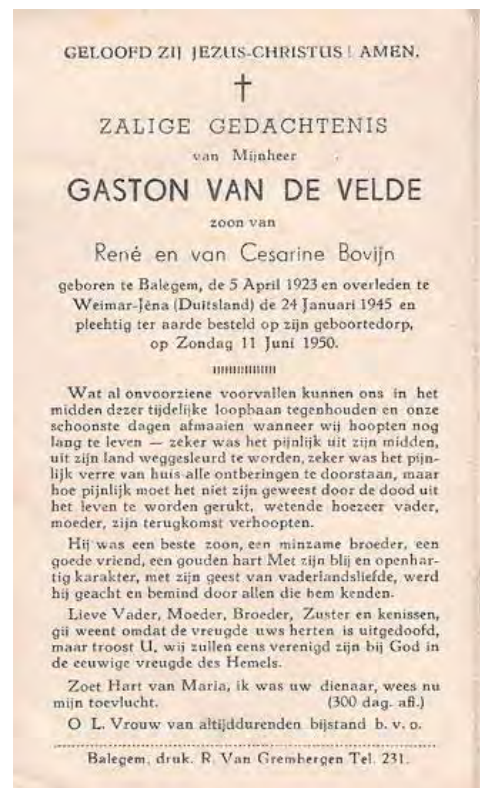 GELOOFD ZIJ JEZUS-CHRISTUS! AMEN.
ZALIGE GEDACHTENIS
van Mijnheer
GASTON VAN DE VELDE
zoon van
René en van Cesarine Bovijn
geboren te Balegem, de 5 April 1923 en overleden te
Weimar-Jéna (Duitsland) de 24 Januari 1945 en
plechtig ter aarde besteld op zijn geboortedorp,
op Zondag 11 Juni 1950.
Wat al onvoorziene voorvallen kunnen ons in het
midden dezer tijdelijke loopbaan tegenhouden en onze
schoonste dagen afmaaien wanneer wij hoopten nog
lang te leven — zeker was het pijnlijk uit zijn midden,
uit zijn land weggesleurd te worden, zeker was het pijn-
lijk verre van huis alle ontberingen te doorstaan, maar
hoe pijnlijk moet het niet zijn geweest door de dood uit
het leven te worden gerukt, wetende hoezeer vader,
moeder, zijn terugkomst verhoopten.
Hij was een beste zoon, een minzame broeder, een
goede vriend, een gouden hart Met zijn blij en openhar-
tig karakter, met zijn geest van vaderlandsliefde, werd
hij geacht en bemind door allen die hem kenden.
Lieve Vader, Moeder, Broeder, Zuster en kenissen,
gij weent omdat de vreugde uws herten is uitgedoofd,
maar troost U, wij zullen eens verenigd zijn bij God in
de eeuwige vreugde des Hemels.
Zoet Hart van Maria, ik was uw dienaar, wees nu
mijn toevlucht. (300 dag. afl.)
O L. Vrouw van altijddurenden bijstand b. v. o.
Balegem, druk. R. Van Grembergen Tel. 231.